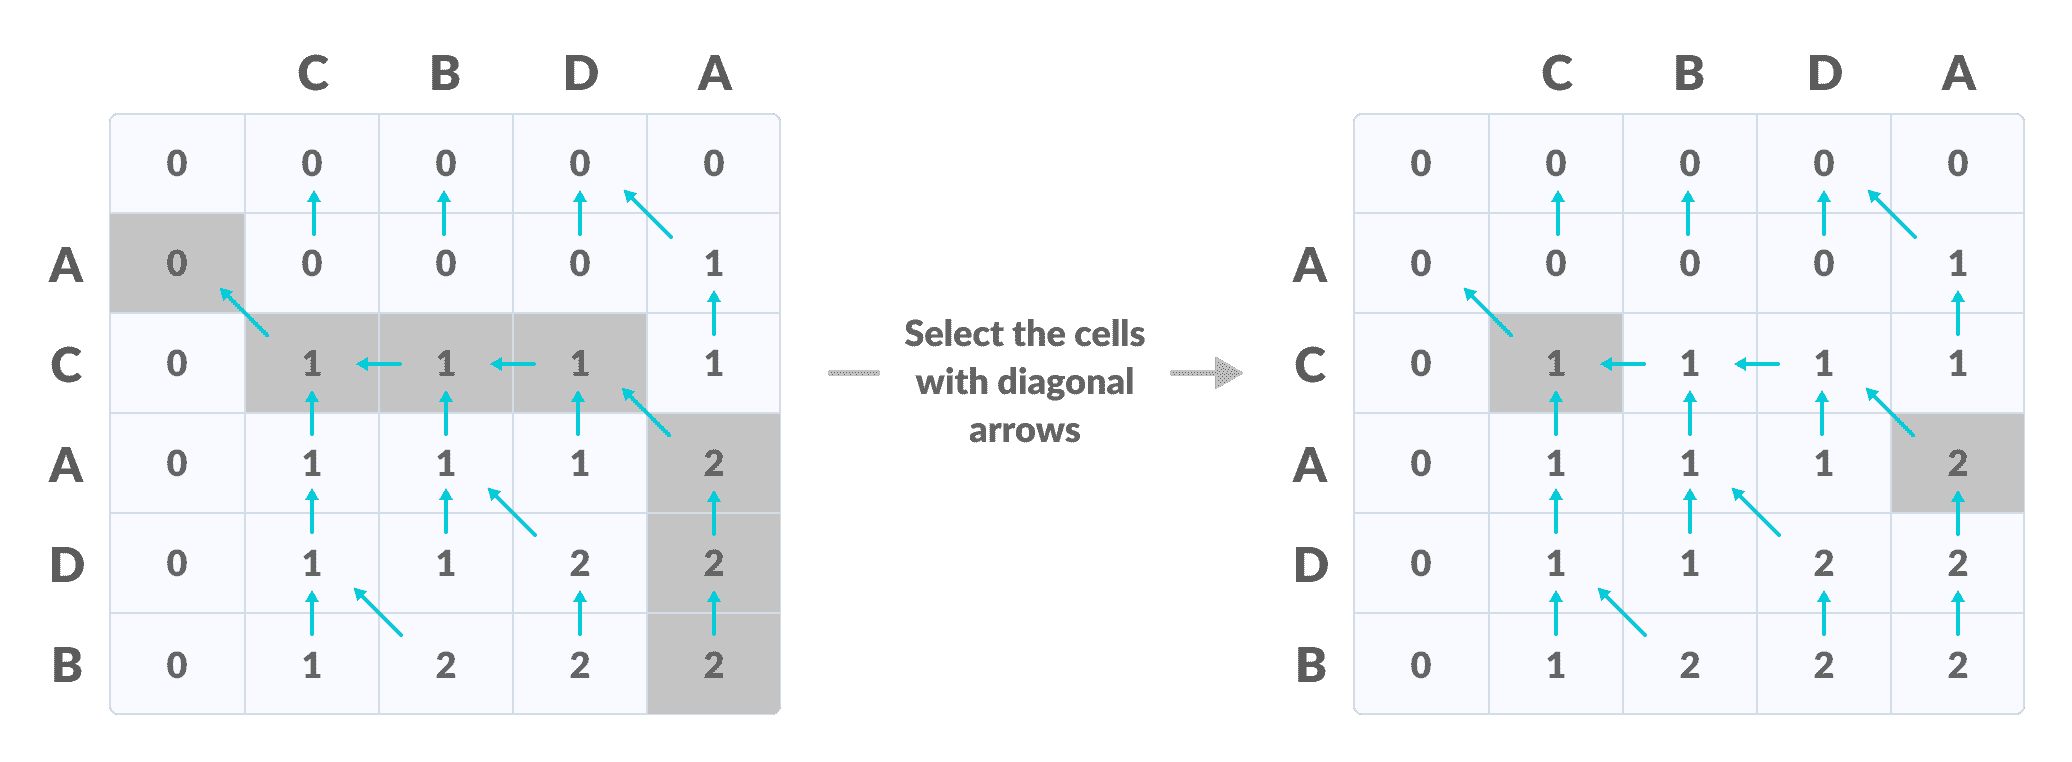 C B D A
0 0 0 0 0
A 0 0 0 0 1
C 0 1 1 1 1
A 0 1 1 1 2
D 0 1 1 2 2
B 0 1 2 2 2
Select the cells
with diagonal
arrows
C B D A
0 0 0 0 0
A 0 0 0 0 1
C 0 1 1 1 1
A 0 1 1 1 2
D 0 1 1 2 2
B 0 1 2 2 2